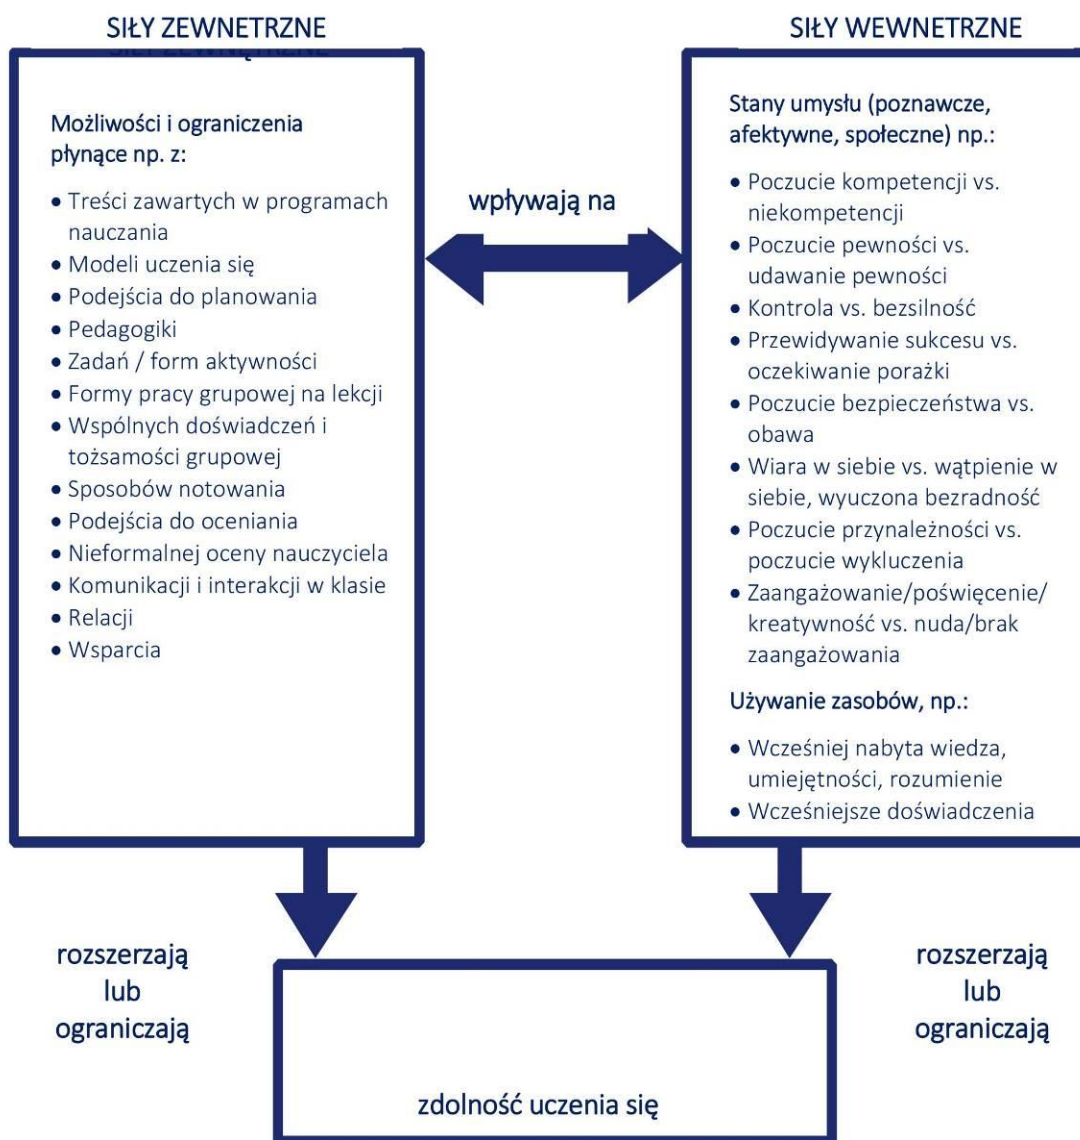 SIŁY ZEWNETRZNE
SIŁY ZEWNĘTRZNE
Możliwości i ograniczenia
płynące np. z:
• Treści zawartych w programach
nauczania
• Modeli uczenia się
• Podejścia do planowania
• Pedagogiki
• Zadań / form aktywności
• Formy pracy grupowej na lekcji
• Wspólnych doświadczeń i
tożsamości grupowej
• Sposobów notowania
• Podejścia do oceniania
• Nieformalnej oceny nauczyciela
• Komunikacji i interakcji w klasie
• Relacji
• Wsparcia
wpływają na
SIŁY WEWNETRZNE
Stany umysłu (poznawcze,
afektywne, społeczne) np.:
• Poczucie kompetencji vs.
niekompetencji
• Poczucie pewności vs.
udawanie pewności
• Kontrola vs. bezsilność
• Przewidywanie sukcesu vs.
oczekiwanie porażki
• Poczucie bezpieczeństwa vs.
obawa
• Wiara w siebie vs. wątpienie w
siebie, wyuczona bezradność
• Poczucie przynależności vs.
poczucie wykluczenia
• Zaangażowanie/poświęcenie/
kreatywność vs. nuda/brak
zaangażowania
Używanie zasobów, np.:
• Wcześniej nabyta wiedza,
umiejętności, rozumienie
• Wcześniejsze doświadczenia
rozszerzają
lub
ograniczają
rozszerzają
lub
ograniczają
zdolność uczenia się